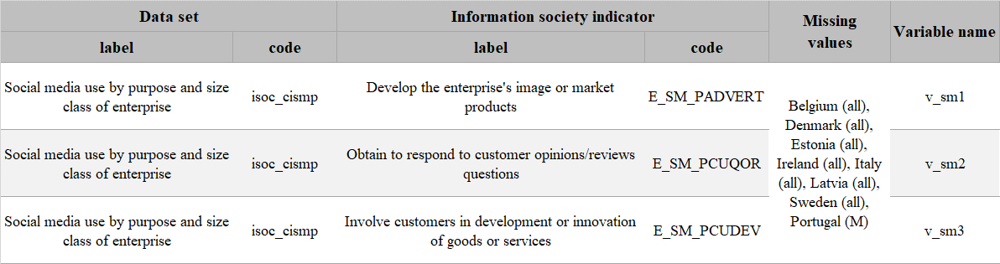 Data set
Information society indicator
Missing
values
Variable name
label
code
label
code
Social media use by purpose and size
class of enterprise
isoc_cismp
Develop the enterprise's image or market
products
E_SM_PADVERT
v_sm1
Belgium (all),
Denmark (all),
Estonia (all),
Ireland (all), Italy
(all), Latvia (all),
Sweden (all),
Portugal (M)
Social media use by purpose and size
class of enterprise
isoc_cismp
Obtain to respond to customer opinions/reviews
questions
E_SM_PCUQOR
v_sm2
Social media use by purpose and size
class of enterprise
isoc_cismp
Involve customers in development or innovation
of goods or services
E_SM_PCUDEV
v_sm3